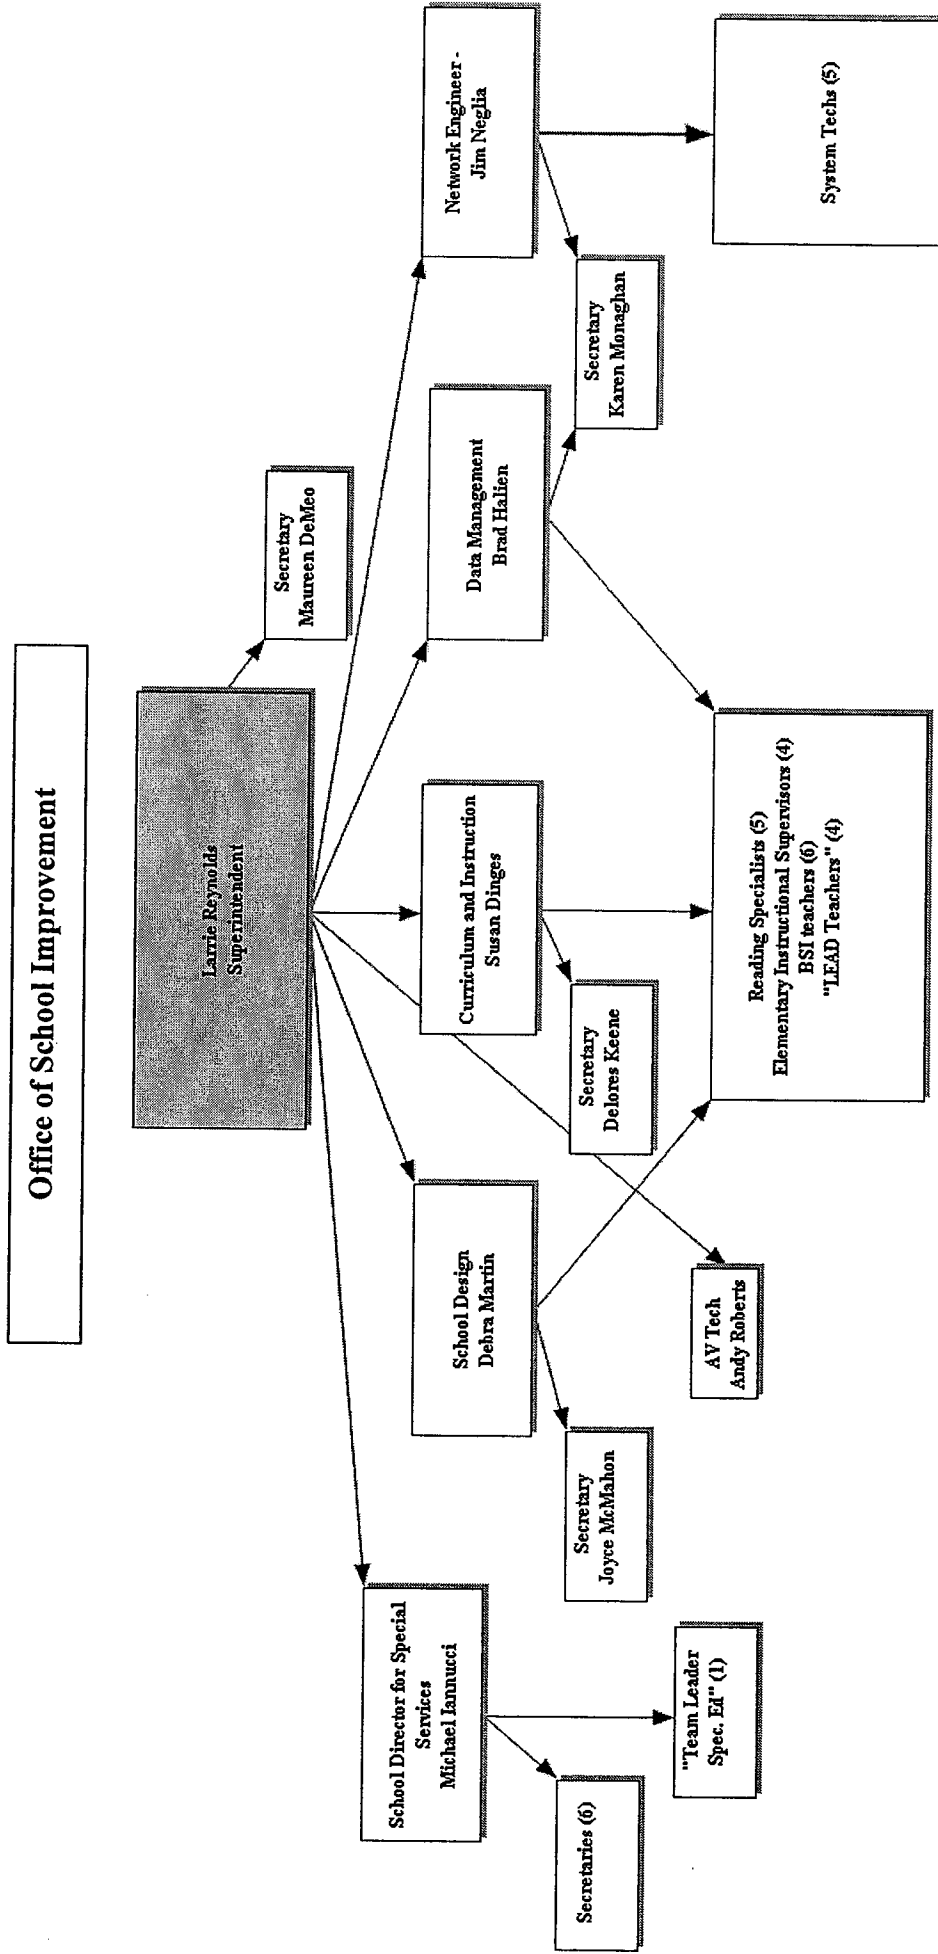 Office of School Improvement
Larrie Reynolds
Superintendent
Secretary
Maureen DeMeo
School Director for Special
Services
Michael Iannucci
School Design
Debra Martin
Curriculum and Instruction
Susan Dinges
Data Management
Brad Halien
Network Engineer -
Jim Neglia
Secretaries (6)
"Team Leader
Spec. Ed" (1)
Secretary
Joyce McMahon
AV Tech
Andy Roberts
Secretary
Delores Keene
Secretary
Karen Monaghan
Reading Specialists (5)
Elementary Instructional Supervisors (4)
BSI teachers (6)
"LEAD Teachers" (4)
System Techs (5)